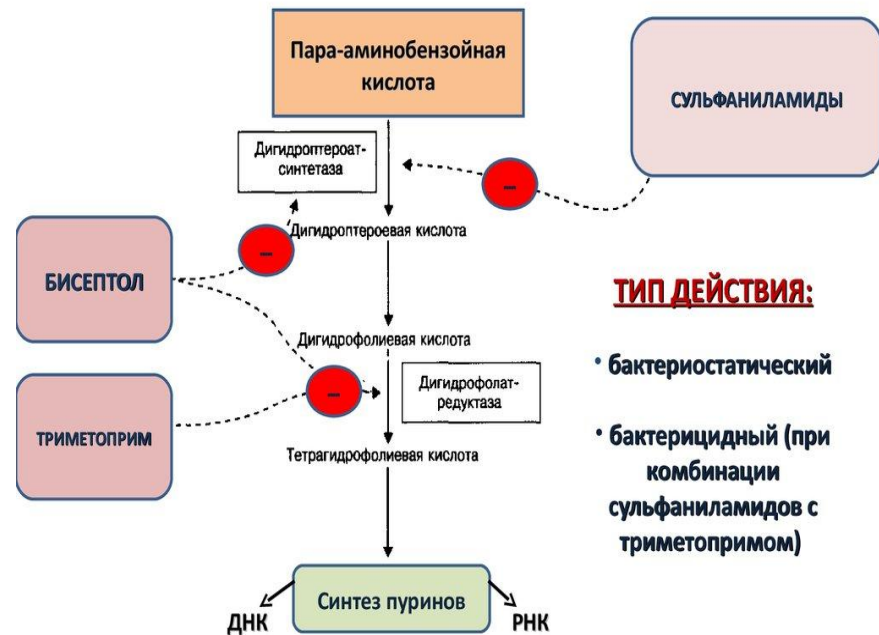 Пара-аминобензойная
кислота
СУЛЬФАНИЛАМИДЫ
Дигидроптероат-
синтетаза
–
–
Дигидроптероевая кислота
БИСЕПТОЛ
ТИП ДЕЙСТВИЯ:
Дигидрофолиевая кислота
• бактериостатический
–
Дигидрофолат-
редуктаза
ТРИМЕТОПРИМ
• бактерицидный (при
комбинации
сульфаниламидов с
триметопримом)
Тетрагидрофолиевая кислота
Синтез пуринов
ДНК
РНК